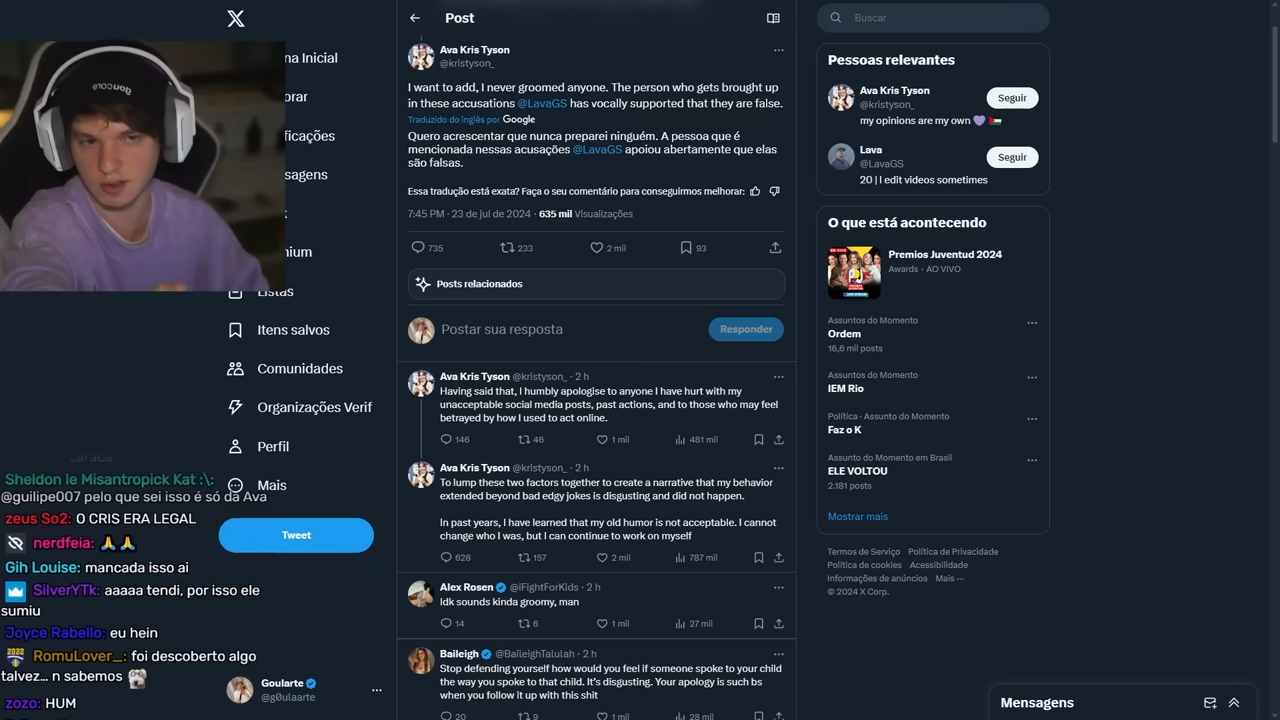 na Inicial
orar
ificações
nsagens
mium
Listas
Itens salvos
Comunidades
Organizações Verif
Perfil
Mais
Tweet
Goularte
@g0ulaarte
Sheldon le Misantropick Kat :\:
@guilipe007 pelo que sei isso é só da Ava
zeus So2: O CRIS ERA LEGAL
nerdfeia: 🙏🙏
Gih Louise: mancada isso ai
SilverYTk: aaaaa tendi, por isso ele
sumiu
Joyce Rabello: eu hein
RomuLover_: foi descoberto algo
talvez... n sabemos
zozo: HUM
Post
Ava Kris Tyson
@kristyson_
I want to add, I never groomed anyone. The person who gets brought up
in these accusations @LavaGS has vocally supported that they are false.
Traduzido do inglês por Google
Quero acrescentar que nunca preparei ninguém. A pessoa que é
mencionada nessas acusações @LavaGS apoiou abertamente que elas
são falsas.
Essa tradução está exata? Faça o seu comentário para conseguirmos melhorar:
7:45 PM · 23 de jul de 2024 · 635 mil Visualizações
735 233 2 mil 93
Posts relacionados
Postar sua resposta
Responder
Ava Kris Tyson @kristyson_ · 2 h
Having said that, I humbly apologise to anyone I have hurt with my
unacceptable social media posts, past actions, and to those who may feel
betrayed by how I used to act online.
146 46 1 mil 481 mil
Ava Kris Tyson @kristyson_ · 2 h
To lump these two factors together to create a narrative that my behavior
extended beyond bad edgy jokes is disgusting and did not happen.
In past years, I have learned that my old humor is not acceptable. I cannot
change who I was, but I can continue to work on myself
628 157 2 mil 787 mil
Alex Rosen @iFightForKids · 2 h
Idk sounds kinda groomy, man
14 6 1 mil 27 mil
Baileigh @BaileighTalulah · 2 h
Stop defending yourself how would you feel if someone spoke to your child
the way you spoke to that child. It's disgusting. Your apology is such bs
when you follow it up with this shit
20 9 1 mil 28 mil
Buscar
Pessoas relevantes
Ava Kris Tyson
@kristyson_
Seguir
my opinions are my own 💜 🇵🇸
Lava
@LavaGS
Seguir
20 | I edit videos sometimes
O que está acontecendo
Premios Juventud 2024
Awards · AO VIVO
Assuntos do Momento
Ordem
16,6 mil posts
Assuntos do Momento
IEM Rio
Política · Assunto do Momento
Faz o K
Assunto do Momento em Brasil
ELE VOLTOU
2.181 posts
Mostrar mais
Termos de Serviço Política de Privacidade
Política de cookies Acessibilidade
Informações de anúncios Mais ···
© 2024 X Corp.
Mensagens